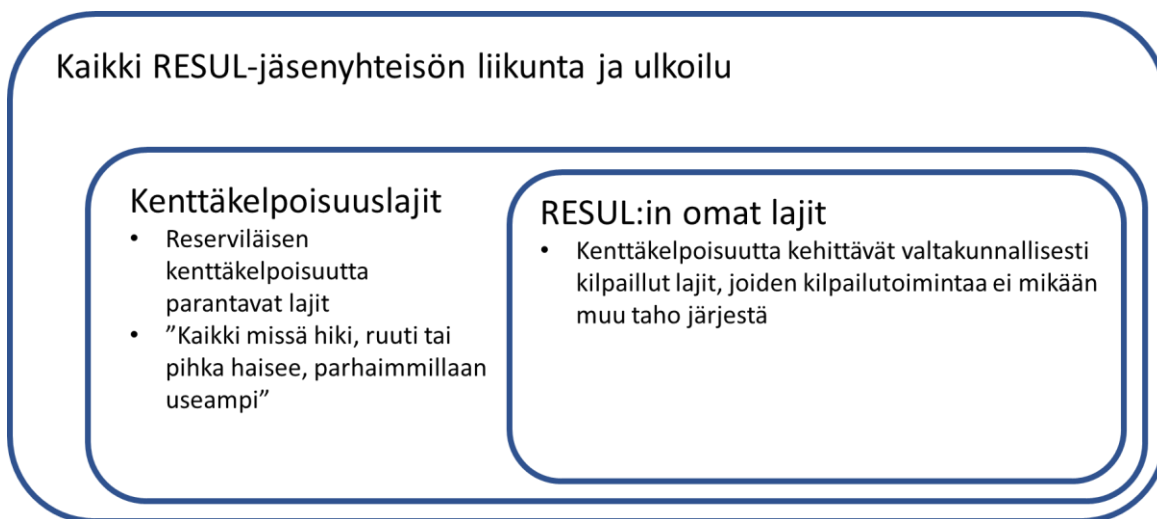 Kaikki RESUL-jäsenyhteisön liikunta ja ulkoilu
Kenttäkelpoisuuslajit
• Reserviläisen
kenttäkelpoisuutta
parantavat lajit
• ”Kaikki missä hiki, ruuti tai
pihka haisee, parhaimmillaan
useampi”
RESUL:in omat lajit
• Kenttäkelpoisuutta kehittävät valtakunnallisesti
kilpaillut lajit, joiden kilpailutoimintaa ei mikään
muu taho järjestä